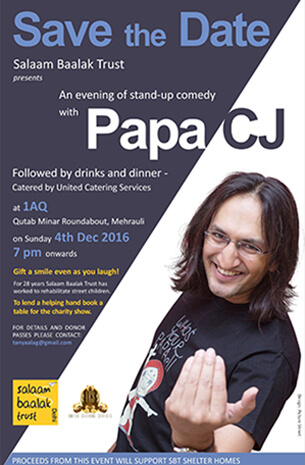 Save the Date
Salaam Baalak Trust
presents
An evening of stand-up comedy
with Papa CJ
Followed by drinks and dinner -
Catered by United Catering Services
at 1AQ
Qutab Minar Roundabout, Mehrauli
on Sunday 4th Dec 2016
7 pm onwards
Gift a smile even as you laugh!
For 28 years Salaam Baalak Trust has
worked to rehabilitate street children.
To lend a helping hand book a
table for the charity show.
FOR DETAILS AND DONOR
PASSES PLEASE CONTACT:
salaam
baalak
trust
Delhi
PROCEEDS FROM THIS EVENT WILL SUPPORT SBT SHELTER HOMES